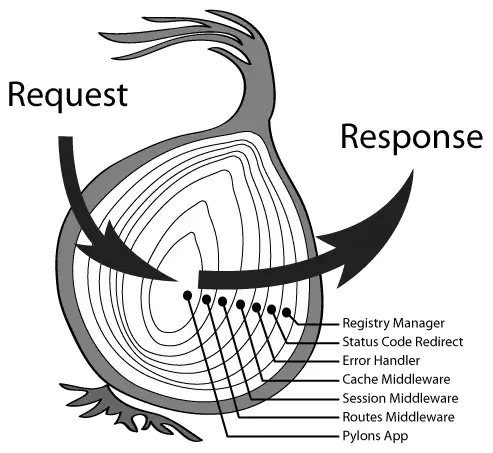 Request
Response
Registry Manager
Status Code Redirect
Error Handler
Cache Middleware
Session Middleware
Routes Middleware
Pylons App